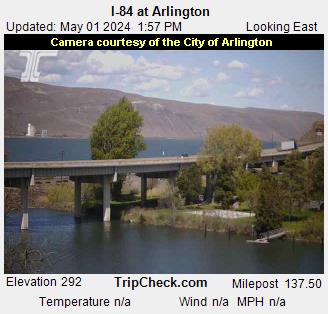 I-84 at Arlington
Updated: May 01 2024 1:57 PM Looking East
Camera courtesy of the City of Arlington
Elevation 292 TripCheck.com Milepost 137.50
Temperature n/a Wind n/a MPH n/a